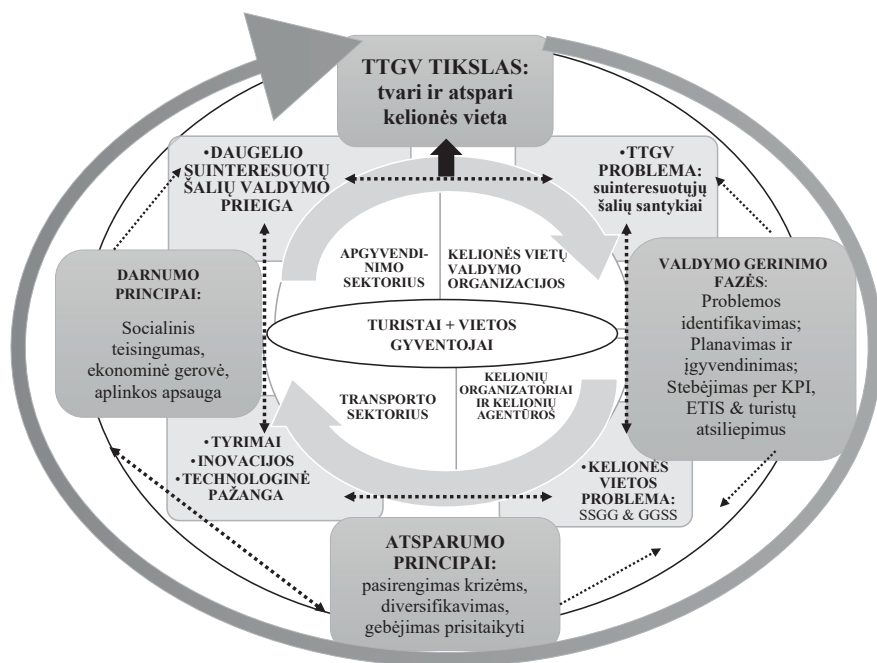 TTGV TIKSLAS:
tvari ir atspari
kelionės vieta
•DAUGELIO
SUINTERESUOTŲ
ŠALIŲ VALDYMO
PRIEIGA
•TTGV
PROBLEMA:
suinteresuotųjų
šalių santykiai
DARNUMO
PRINCIPAI:
Socialinis
teisingumas,
ekonominė gerovė,
aplinkos apsauga
APGYVENDI-
NIMO
SEKTORIUS
KELIONĖS VIETŲ
VALDYMO
ORGANIZACIJOS
TURISTAI + VIETOS
GYVENTOJAI
TRANSPORTO
SEKTORIUS
KELIONIŲ
ORGANIZATORIAI
IR KELIONIŲ
AGENTŪROS
VALDYMO GERINIMO
FAZĖS:
Problemos
identifikavimas;
Planavimas ir
įgyvendinimas;
Stebėjimas per KPI,
ETIS & turistų
atsiliepimus
•TYRIMAI
•INOVACIJOS
•TECHNOLOGINĖ
PAŽANGA
•KELIONĖS
VIETOS
PROBLEMA:
SSGG & GGSS
ATSPARUMO
PRINCIPAI:
pasirengimas krizėms,
diversifikavimas,
gebėjimas prisitaikyti